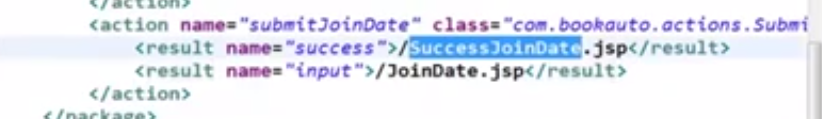 </action>
<action name="submitJoinDate" class="com.bookauto.actions.Submi
<result name="success">/SuccessJoinDate.jsp</result>
<result name="input">/JoinDate.jsp</result>
</action>
</package>